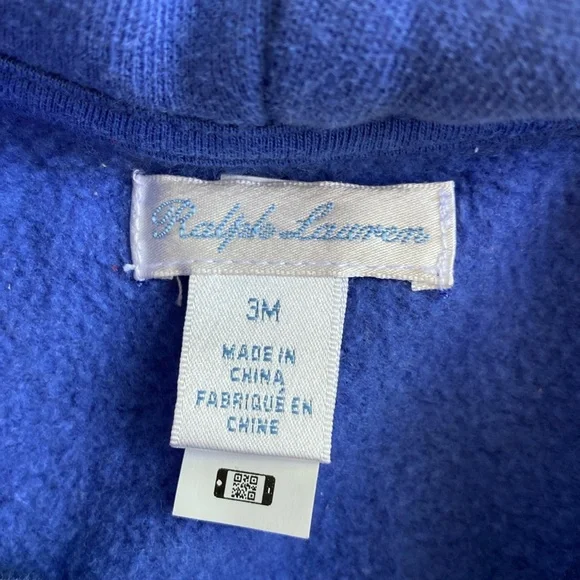 Ralph Lauren
3M
MADE IN
CHINA
FABRIQUÉ EN
CHINE